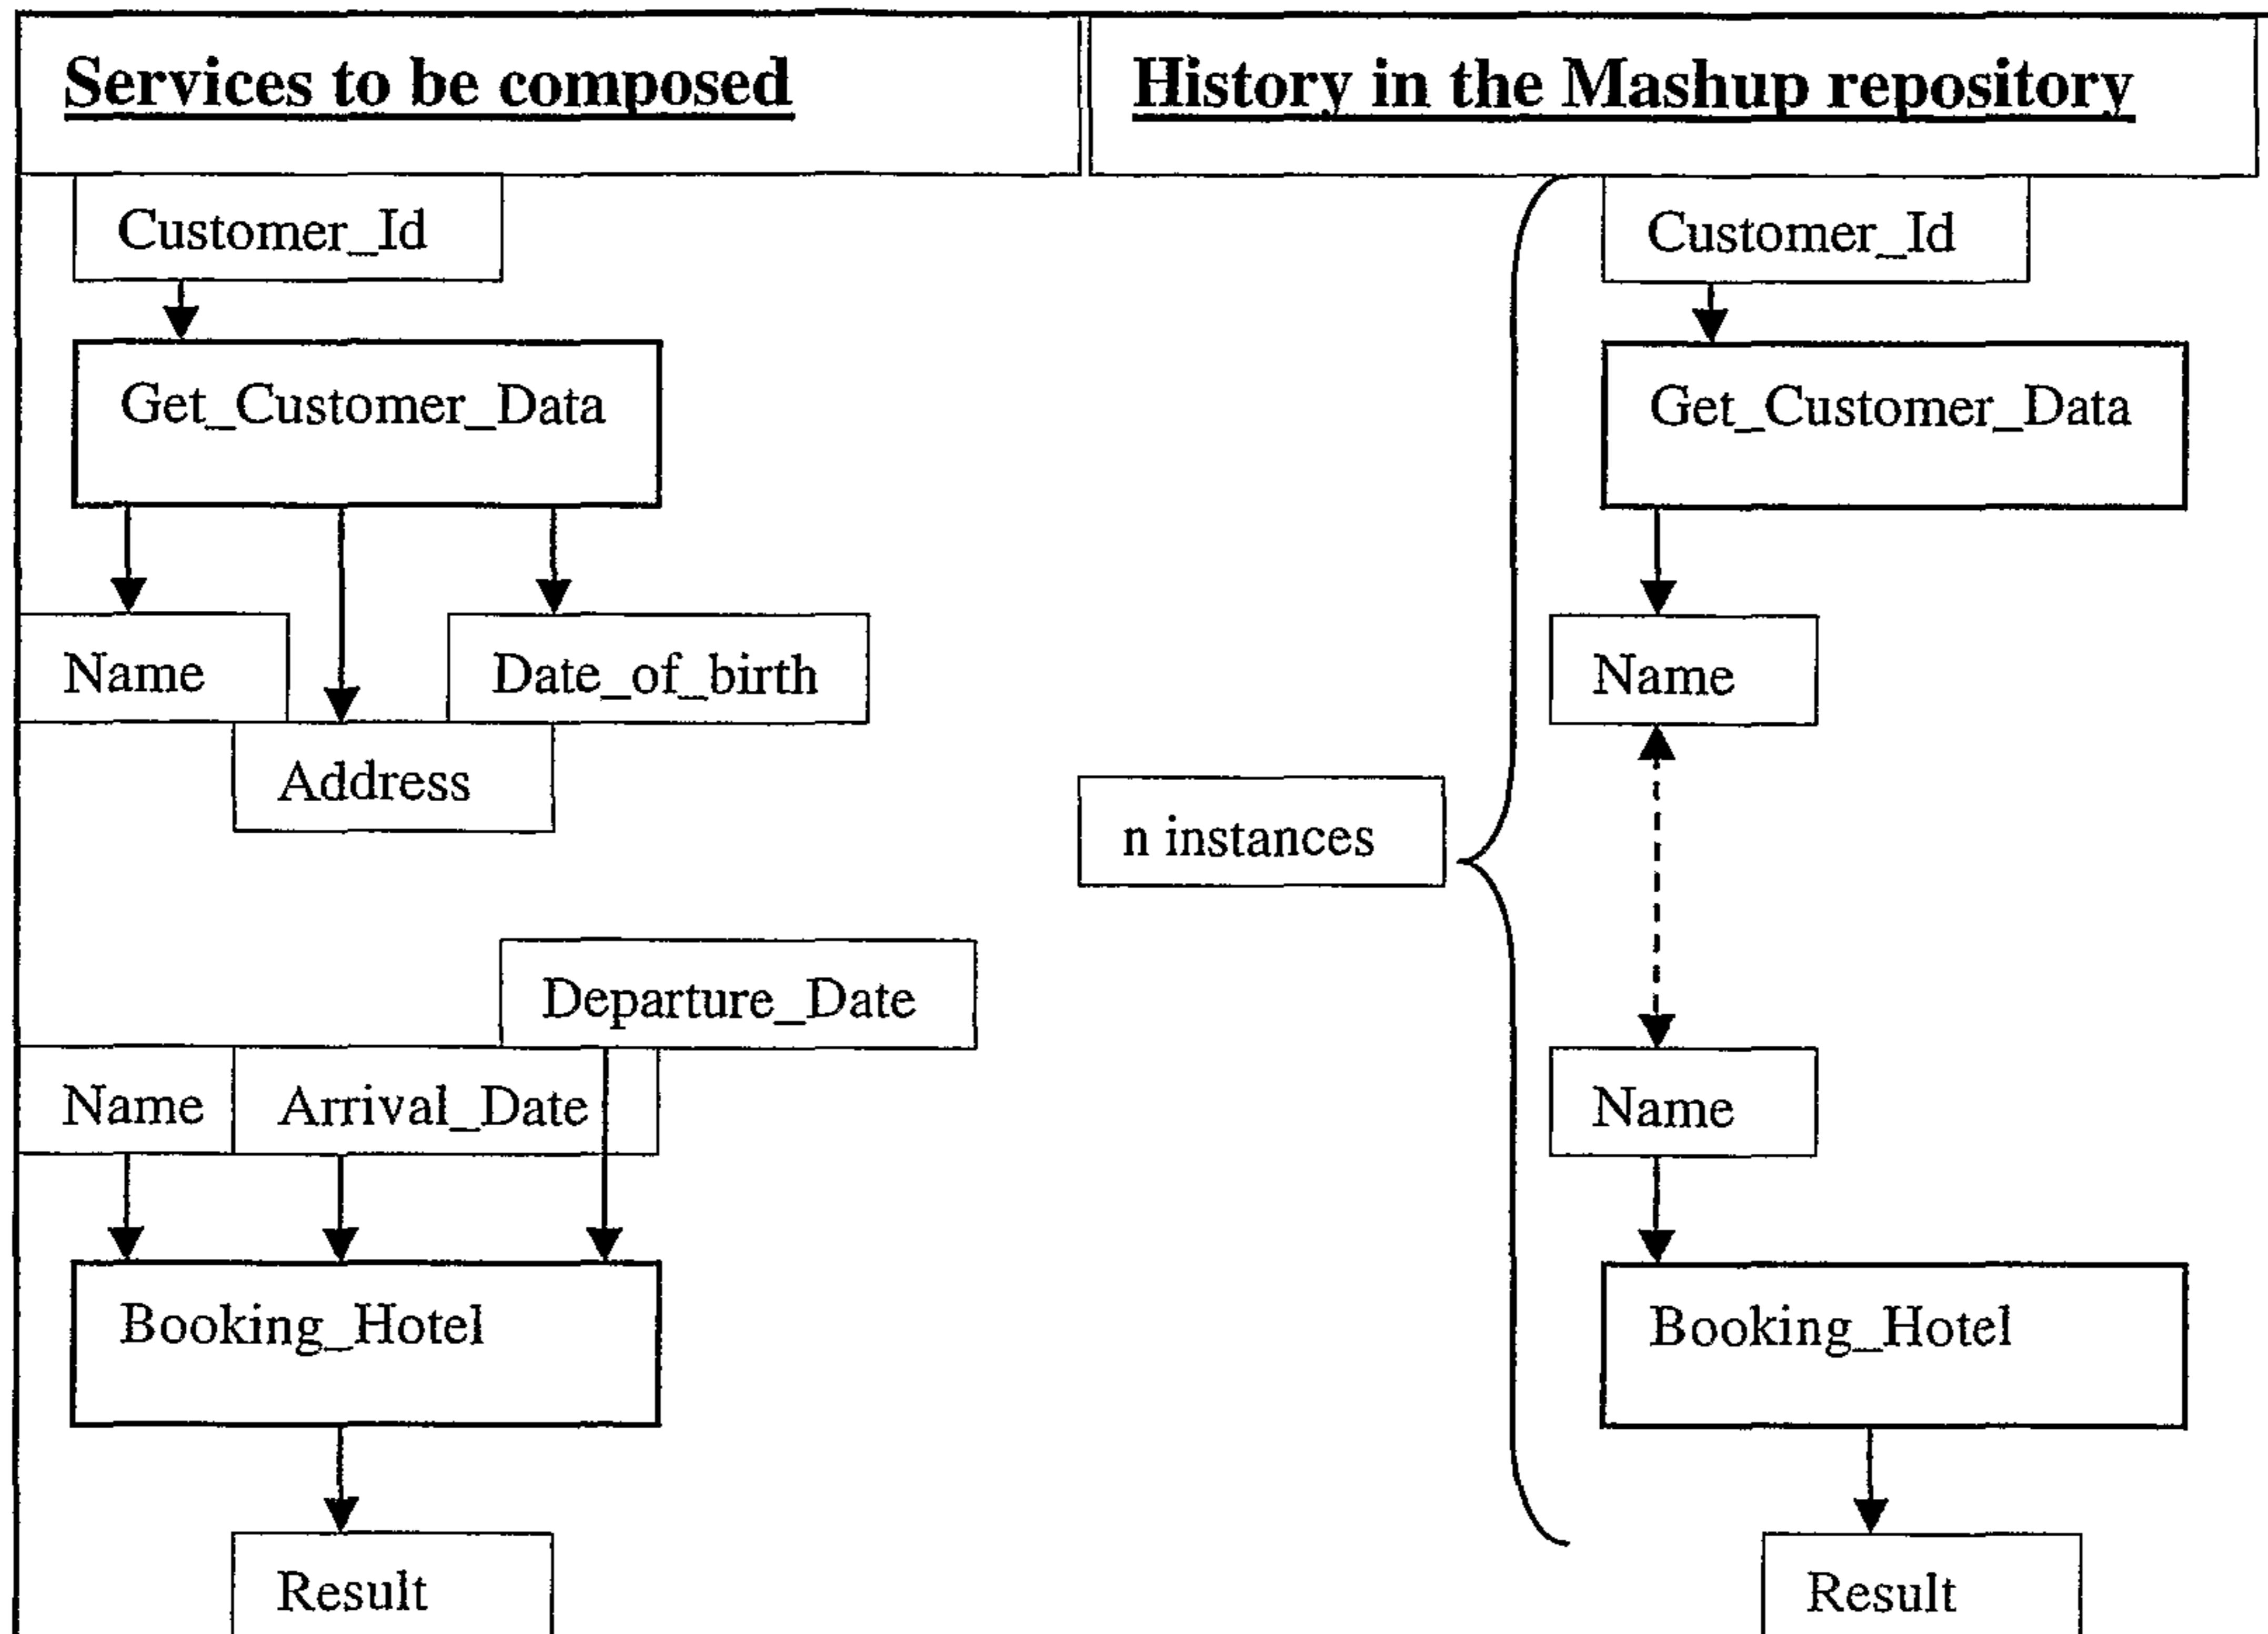 Services to be composed
History in the Mashup repository
Customer_Id
Customer_Id
Get_Customer_Data
Get_Customer_Data
Name
Date_of_birth
Name
Address
n instances
Departure_Date
Name
Arrival_Date
Name
Booking_Hotel
Booking_Hotel
Result
Result